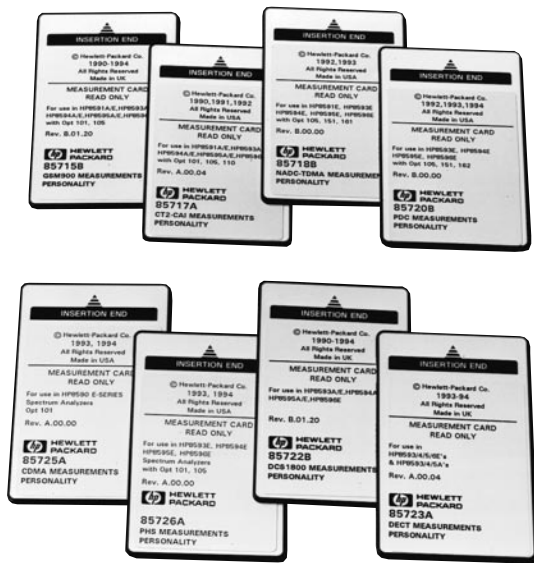 INSERTION END
© Hewlett-Packard Co.
1990-1994
All Rights Reserved
Made in UK
MEASUREMENT CARD
READ ONLY
For use in HP8591A/E, HP8593A/
HP8594A/E,HP8595A/E,HP859
with Opt 101, 105
Rev. B.01.20
hp HEWLETT
PACKARD
85715B
GSM900 MEASUREMENTS
PERSONALITY
INSERTION END
© Hewlett-Packard Co.
1990,1991,1992
All Rights Reserved
Made in USA
MEASUREMENT CARD
READ ONLY
For use in HP8591A/E,HP8593A
HP8594A/E,HP8595A/E,HP859
with Opt 101, 105, 110
Rev. A.00.04
hp HEWLETT
PACKARD
85717A
CT2-CAI MEASUREMENTS
PERSONALITY
INSERTION END
© Hewlett-Packard Co.
1992,1993
All Rights Reserved
Made in USA
MEASUREMENT CARD
READ ONLY
For use in HP8591E, HP8593E
HP8594E, HP8595E, HP8596E
with Opt 105, 151, 161
Rev. B.00.00
hp HEWLETT
PACKARD
85718B
NADC-TDMA MEASUREMEN
PERSONALITY
INSERTION END
© Hewlett-Packard Co.
1992,1993,1994
All Rights Reserved
Made in USA
MEASUREMENT CARD
READ ONLY
For use in HP8593E, HP8594E
HP8595E, HP8596E
with Opt 105, 151, 162
Rev. B.00.00
hp HEWLETT
PACKARD
85720B
PDC MEASUREMENTS
PERSONALITY
INSERTION END
© Hewlett-Packard Co.
1993, 1994
All Rights Reserved
Made in USA
MEASUREMENT CARD
READ ONLY
For use in HP8590 E-SERIES
Spectrum Analyzers
Opt 101
Rev. A.00.00
hp HEWLETT
PACKARD
85725A
CDMA MEASUREMENTS
PERSONALITY
INSERTION END
© Hewlett-Packard Co.
1993, 1994
All Rights Reserved
Made in USA
MEASUREMENT CARD
READ ONLY
For use in HP8593E, HP8594E
HP8595E, HP8596E
Spectrum Analyzers
with Opt 101, 105
Rev. A.00.00
hp HEWLETT
PACKARD
85726A
PHS MEASUREMENTS
PERSONALITY
INSERTION END
© Hewlett-Packard Co.
1990-1994
All Rights Reserved
Made in UK
MEASUREMENT CARD
READ ONLY
For use in HP8593A/E,HP8594A
HP8595A/E,HP8596E
Rev. B.01.20
hp HEWLETT
PACKARD
85722B
DCS1800 MEASUREMENTS
PERSONALITY
INSERTION END
© Hewlett-Packard Co.
1993-94
All Rights Reserved
Made in UK
MEASUREMENT CARD
READ ONLY
For use in
HP8593/4/5/6E's
& HP8593/4/5A's
Rev. A.00.04
hp HEWLETT
PACKARD
85723A
DECT MEASUREMENTS
PERSONALITY